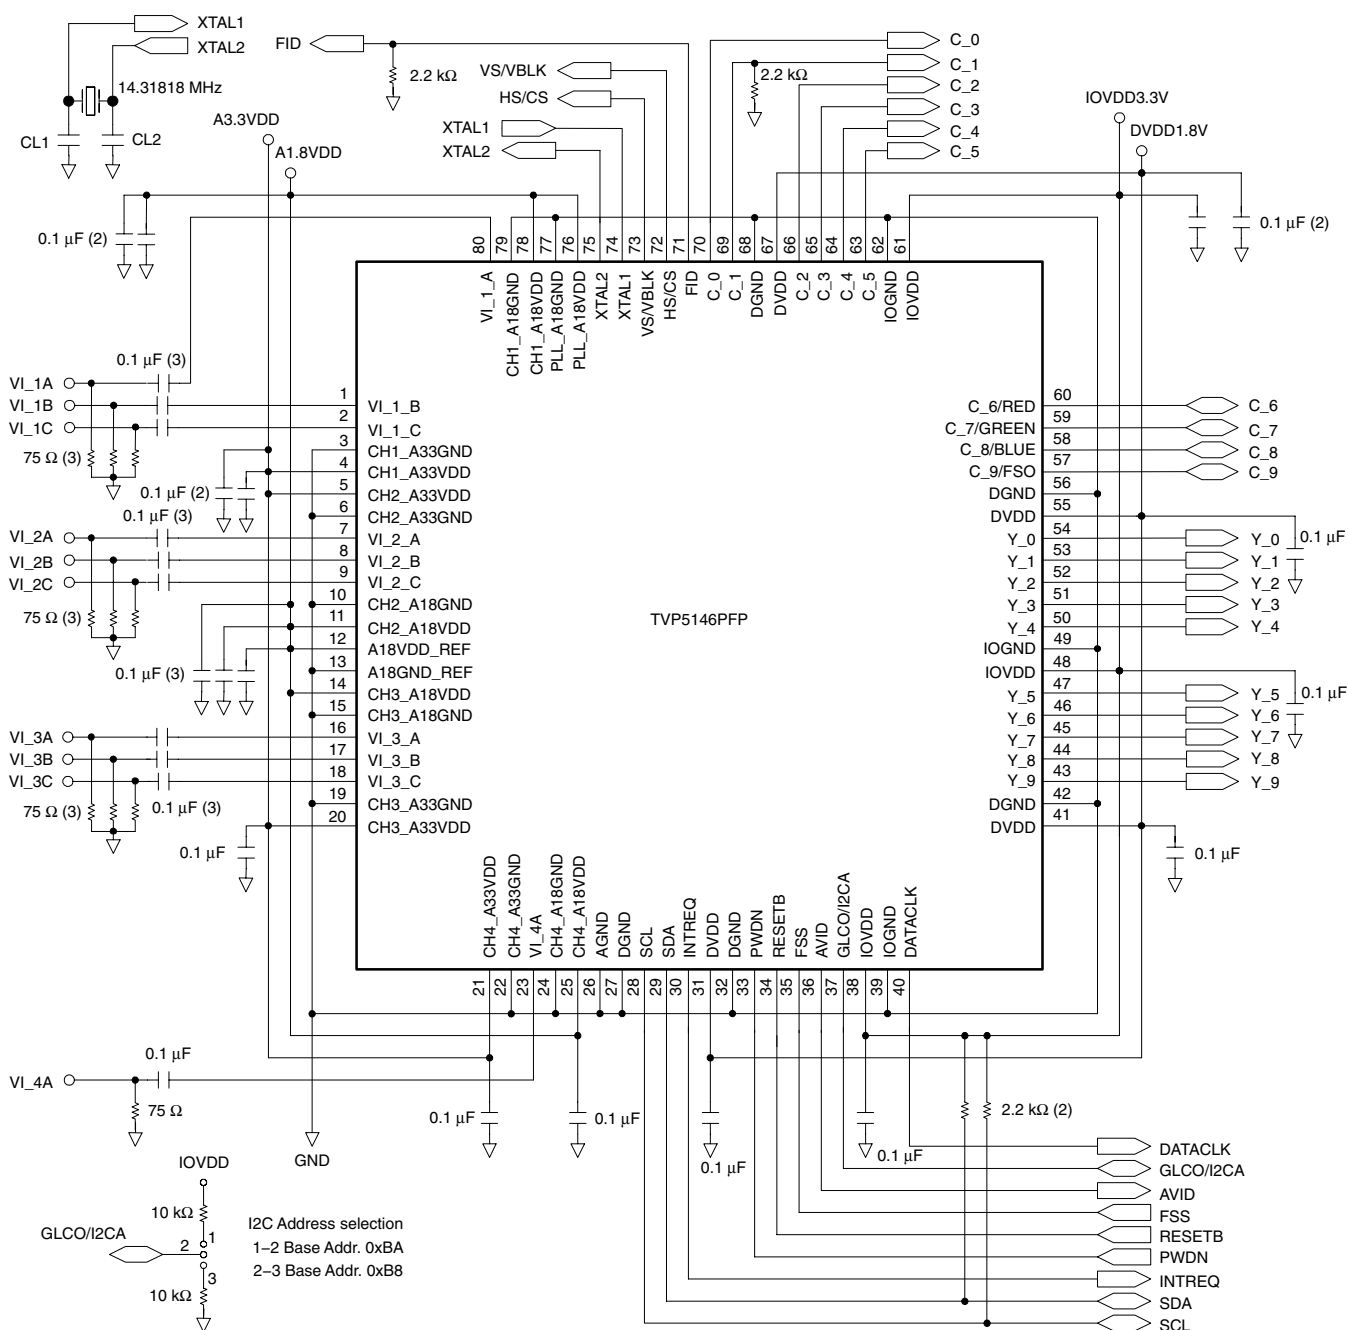 XTAL1
XTAL2
14.31818 MHz
CL1
CL2
FID
2.2 kΩ
VS/VBLK
HS/CS
XTAL1
XTAL2
C_0
C_1
C_2
C_3
C_4
C_5
2.2 kΩ
IOVDD3.3V
DVDD1.8V
A3.3VDD
A1.8VDD
0.1 µF (2)
0.1 µF (2)
80 79 78 77 76 75 74 73 72 71 70 69 68 67 66 65 64 63 62 61
VI_1_A
CH1_A18GND
CH1_A18VDD
PLL_A18GND
PLL_A18VDD
XTAL2
XTAL1
VS/VBLK
HS/CS
FID
C_0
C_1
DGND
DVDD
C_2
C_3
C_4
C_5
IOGND
IOVDD
0.1 µF (3)
VI_1A
VI_1B
VI_1C
75 Ω (3)
0.1 µF (2)
0.1 µF (3)
VI_2A
VI_2B
VI_2C
75 Ω (3)
0.1 µF (3)
VI_3A
VI_3B
VI_3C
75 Ω (3)
0.1 µF (3)
0.1 µF
1 VI_1_B
2 VI_1_C
3 CH1_A33GND
4 CH1_A33VDD
5 CH2_A33VDD
6 CH2_A33GND
7 VI_2_A
8 VI_2_B
9 VI_2_C
10 CH2_A18GND
11 CH2_A18VDD
12 A18VDD_REF
13 A18GND_REF
14 CH3_A18VDD
15 CH3_A18GND
16 VI_3_A
17 VI_3_B
18 VI_3_C
19 CH3_A33GND
20 CH3_A33VDD
TVP5146PFP
C_6/RED 60 C_6
C_7/GREEN 59 C_7
C_8/BLUE 58 C_8
C_9/FSO 57 C_9
DGND 56
DVDD 55
Y_0 54 Y_0
0.1 µF
Y_1 53 Y_1
Y_2 52 Y_2
Y_3 51 Y_3
Y_4 50 Y_4
IOGND 49
IOVDD 48
Y_5 47 Y_5
0.1 µF
Y_6 46 Y_6
Y_7 45 Y_7
Y_8 44 Y_8
Y_9 43 Y_9
DGND 42
DVDD 41
0.1 µF
CH4_A33VDD
CH4_A33GND
VI_4A
CH4_A18GND
CH4_A18VDD
AGND
DGND
SCL
SDA
INTREQ
DVDD
DGND
PWDN
RESETB
FSS
AVID
GLCO/I2CA
IOVDD
IOGND
DATACLK
21 22 23 24 25 26 27 28 29 30 31 32 33 34 35 36 37 38 39 40
0.1 µF
VI_4A
75 Ω
0.1 µF
0.1 µF
0.1 µF
0.1 µF
2.2 kΩ (2)
GND
DATACLK
GLCO/I2CA
AVID
FSS
RESETB
PWDN
INTREQ
SDA
SCL
IOVDD
10 kΩ
GLCO/I2CA
1
2
3
10 kΩ
I2C Address selection
1–2 Base Addr. 0xBA
2–3 Base Addr. 0xB8